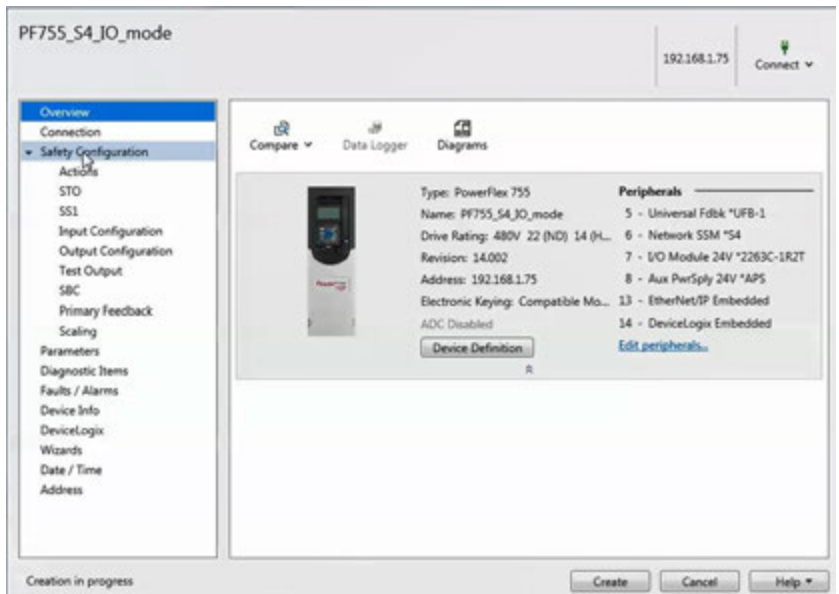 PF755_S4_IO_mode
192.168.1.75
Connect
Overview
Connection
Safety Configuration
Actions
STO
SS1
Input Configuration
Output Configuration
Test Output
SBC
Primary Feedback
Scaling
Parameters
Diagnostic Items
Faults / Alarms
Device Info
DeviceLogix
Wizards
Date / Time
Address
Compare
Data Logger
Diagrams
Type: PowerFlex 755
Name: PF755_S4_IO_mode
Drive Rating: 480V 22 (ND) 14 (H...
Revision: 14.002
Address: 192.168.1.75
Electronic Keying: Compatible Mo...
ADC Disabled
Device Definition
Peripherals
5 - Universal Fdbk *UFB-1
6 - Network SSM *S4
7 - I/O Module 24V *2263C-1R2T
8 - Aux PwrSply 24V *APS
13 - EtherNet/IP Embedded
14 - DeviceLogix Embedded
Edit peripherals...
Creation in progress
Create
Cancel
Help